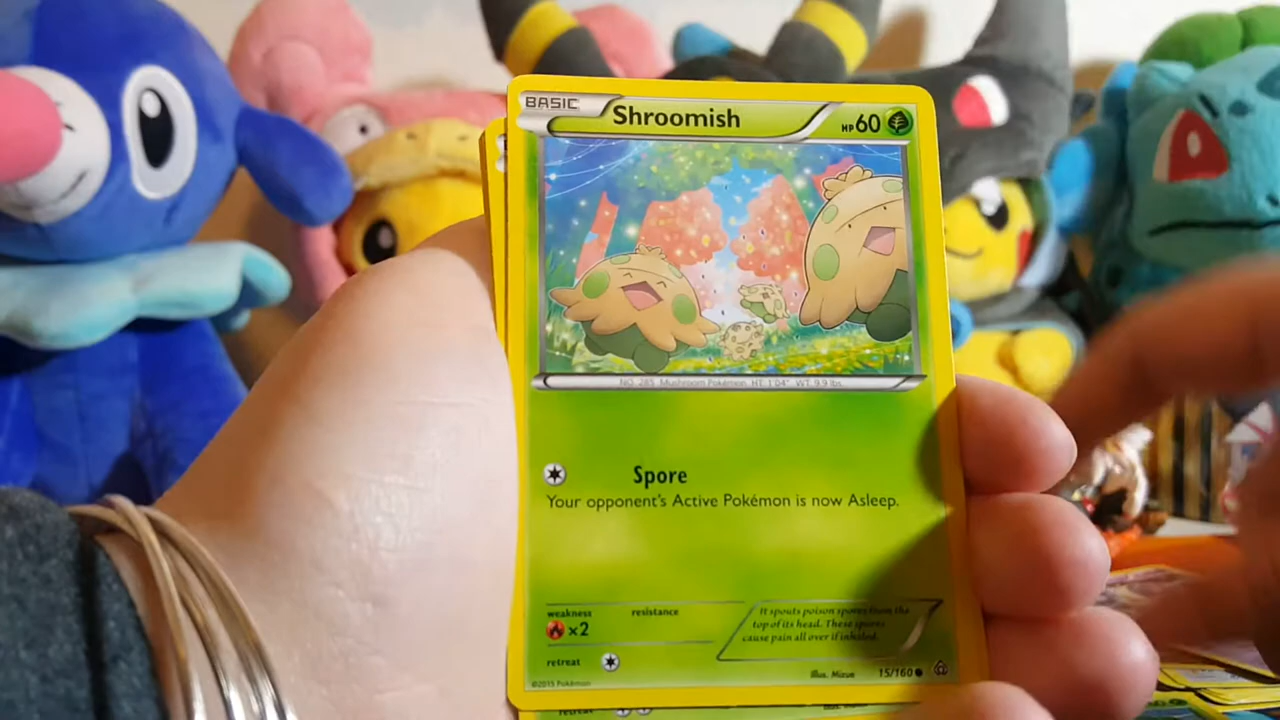 BASIC Shroomish HP60
NO. 285 Mushroom Pokémon HT: 1'04" WT: 9.9 lbs.
Spore
Your opponent's Active Pokémon is now Asleep.
weakness resistance
×2
It spouts poison spores from the
top of its head. These spores
cause pain all over if inhaled.
retreat
Illus. Mizue 15/160
©2015 Pokémon
retreat